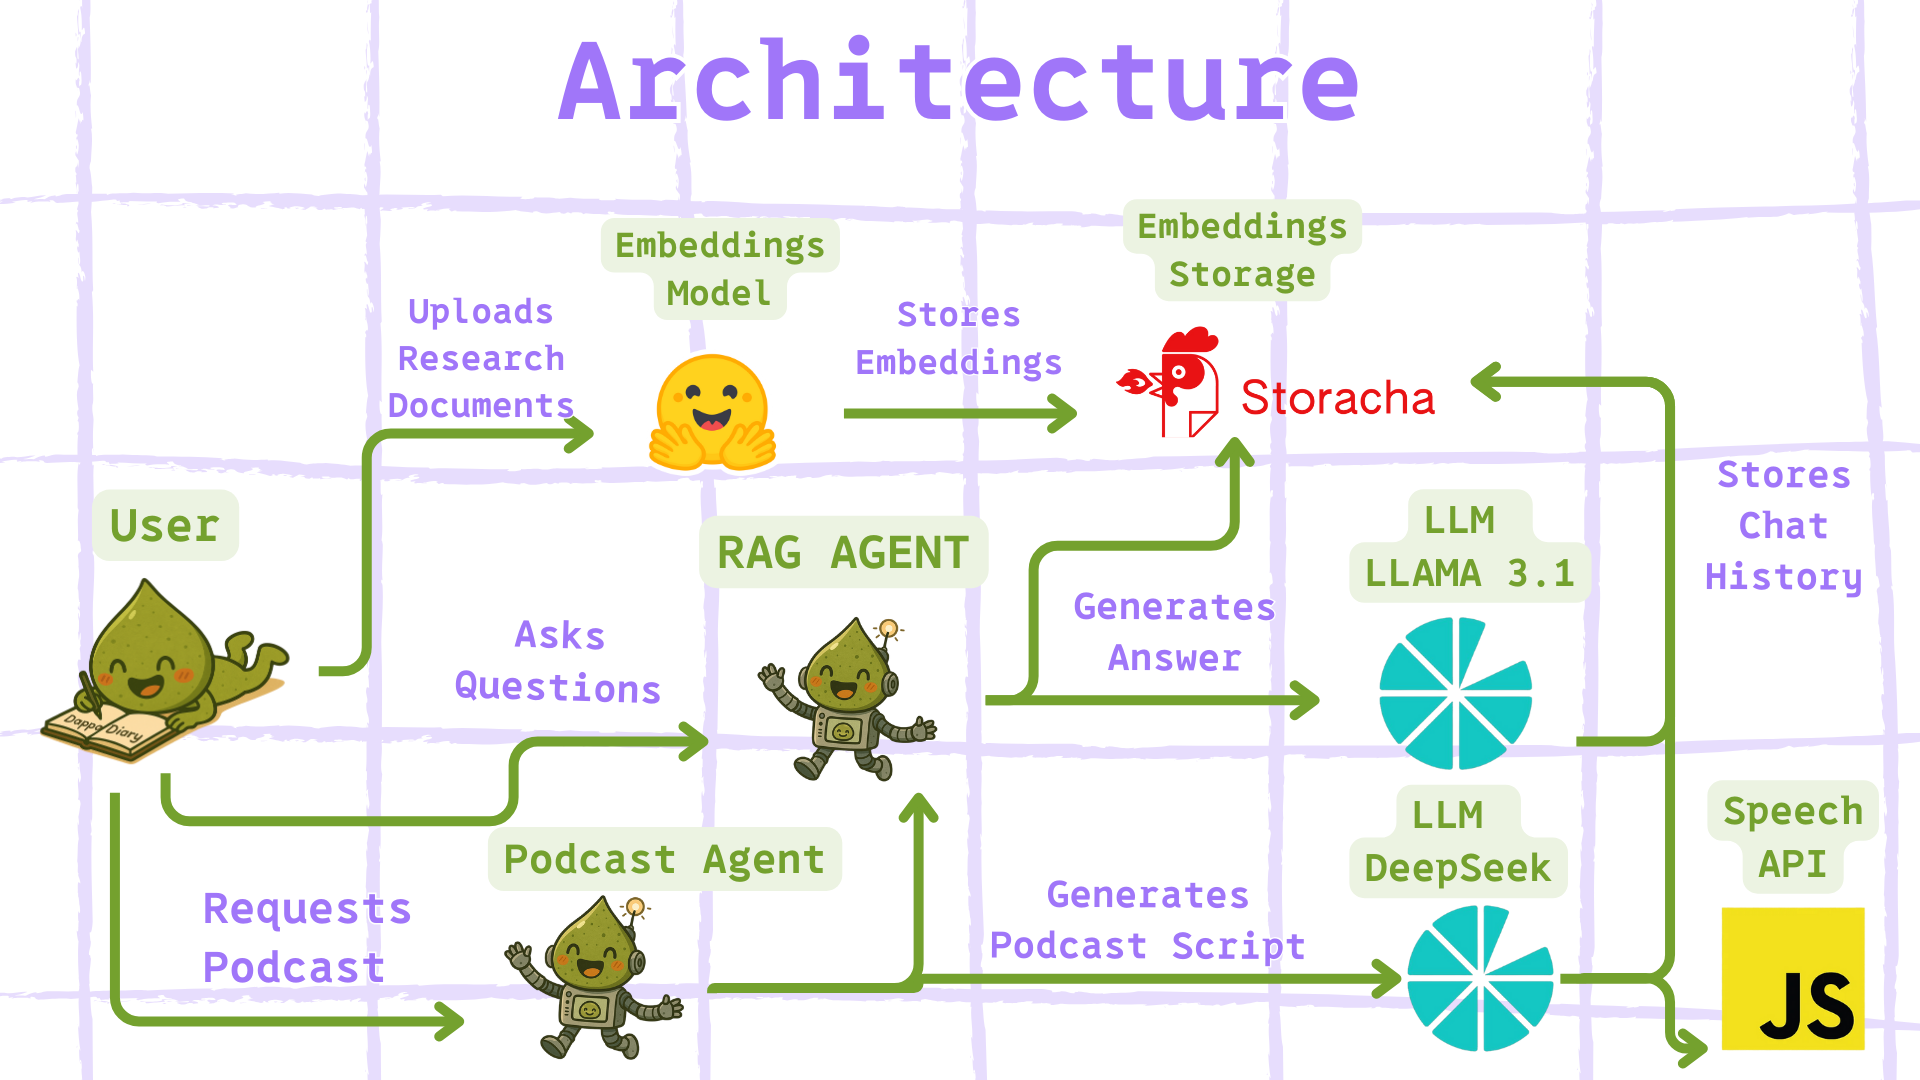 Architecture
Embeddings
Model
Embeddings
Storage
Uploads
Research
Documents
Stores
Embeddings
Storacha
User
RAG AGENT
LLM
LLAMA 3.1
Stores
Chat
History
Asks
Questions
Generates
Answer
Dappa Diary
Podcast Agent
LLM
DeepSeek
Speech
API
Requests
Podcast
Generates
Podcast Script
JS